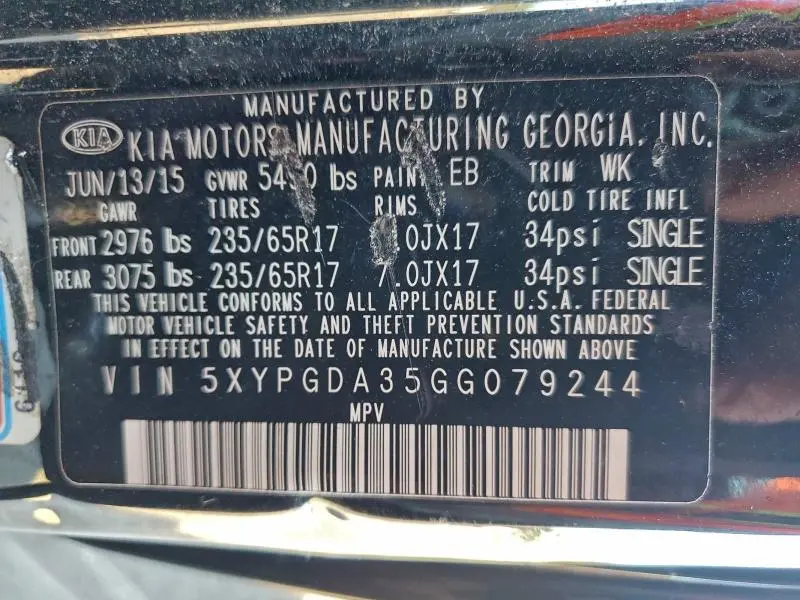 MANUFACTURED BY
KIA KIA MOTORS MANUFACTURING GEORGIA, INC.
JUN/13/15 GVWR lbs PAINT EB TRIM WK
GAWR TIRES RIMS COLD TIRE INFL
FRONT 2976 lbs 235/65R17 34psi SINGLE
REAR 3075 lbs 235/65R17 7.0JX17 34psi SINGLE
THIS VEHICLE CONFORMS TO ALL APPLICABLE U.S.A. FEDERAL
MOTOR VEHICLE SAFETY AND THEFT PREVENTION STANDARDS
IN EFFECT ON THE DATE OF MANUFACTURE SHOWN ABOVE
VIN 5XYPGDA35GG079244
MPV